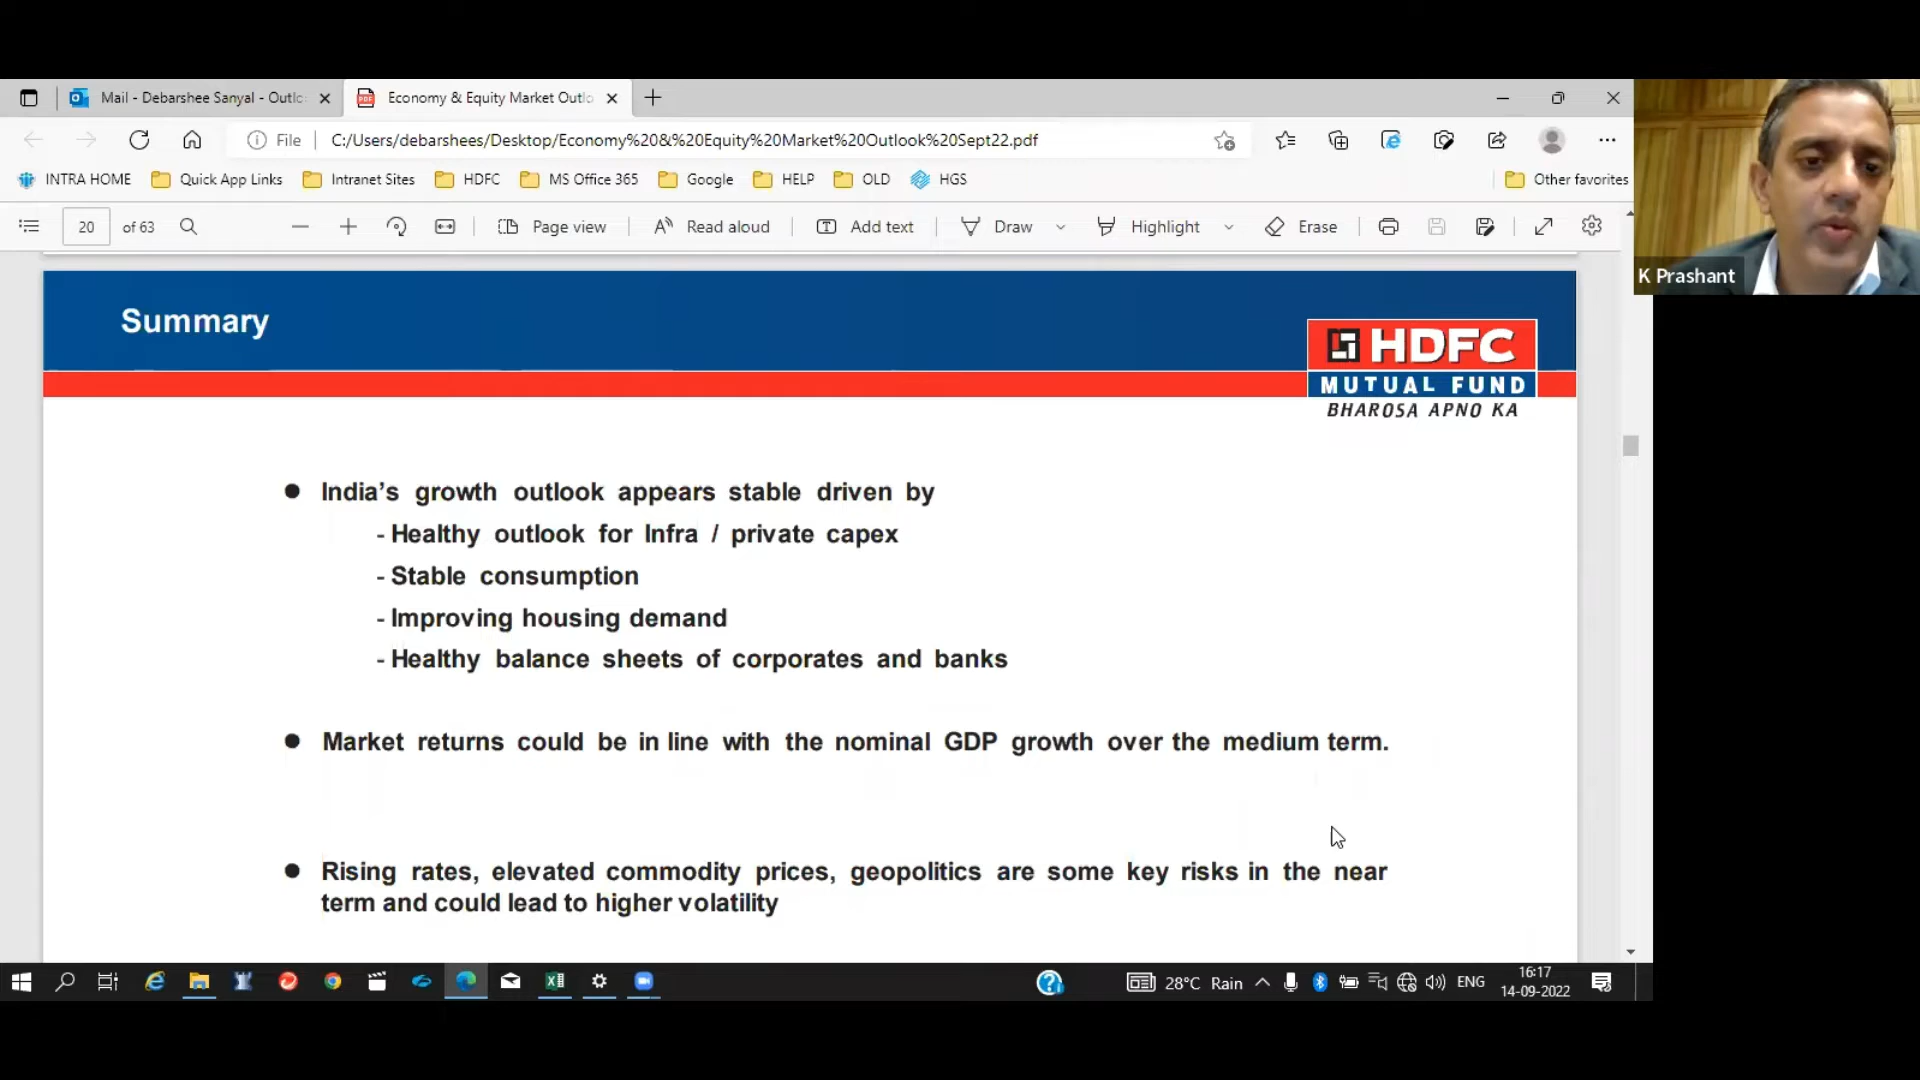 Mail - Debarshee Sanyal - Outlo
Economy & Equity Market Outlo
File
C:/Users/debarshees/Desktop/Economy%20&%20Equity%20Market%20Outlook%20Sept22.pdf
INTRA HOME
Quick App Links
Intranet Sites
HDFC
MS Office 365
Google
HELP
OLD
HGS
Other favorites
20 of 63
Page view
Read aloud
Add text
Draw
Highlight
Erase
K Prashant
Summary
HDFC
MUTUAL FUND
BHAROSA APNO KA
● India's growth outlook appears stable driven by
- Healthy outlook for Infra / private capex
- Stable consumption
- Improving housing demand
- Healthy balance sheets of corporates and banks
● Market returns could be in line with the nominal GDP growth over the medium term.
● Rising rates, elevated commodity prices, geopolitics are some key risks in the near
term and could lead to higher volatility
28°C Rain
ENG
16:17
14-09-2022